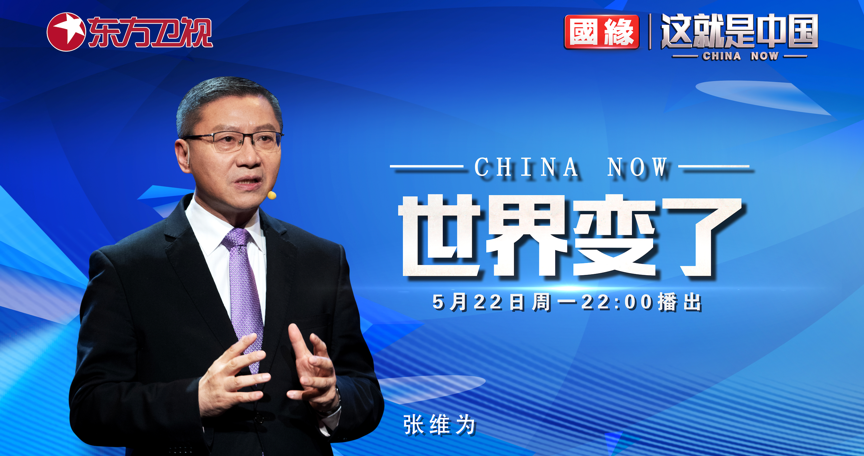 东方卫视
國緣 这就是中国
CHINA NOW
CHINA NOW
世界变了
5月22日周一22:00播出
张维为